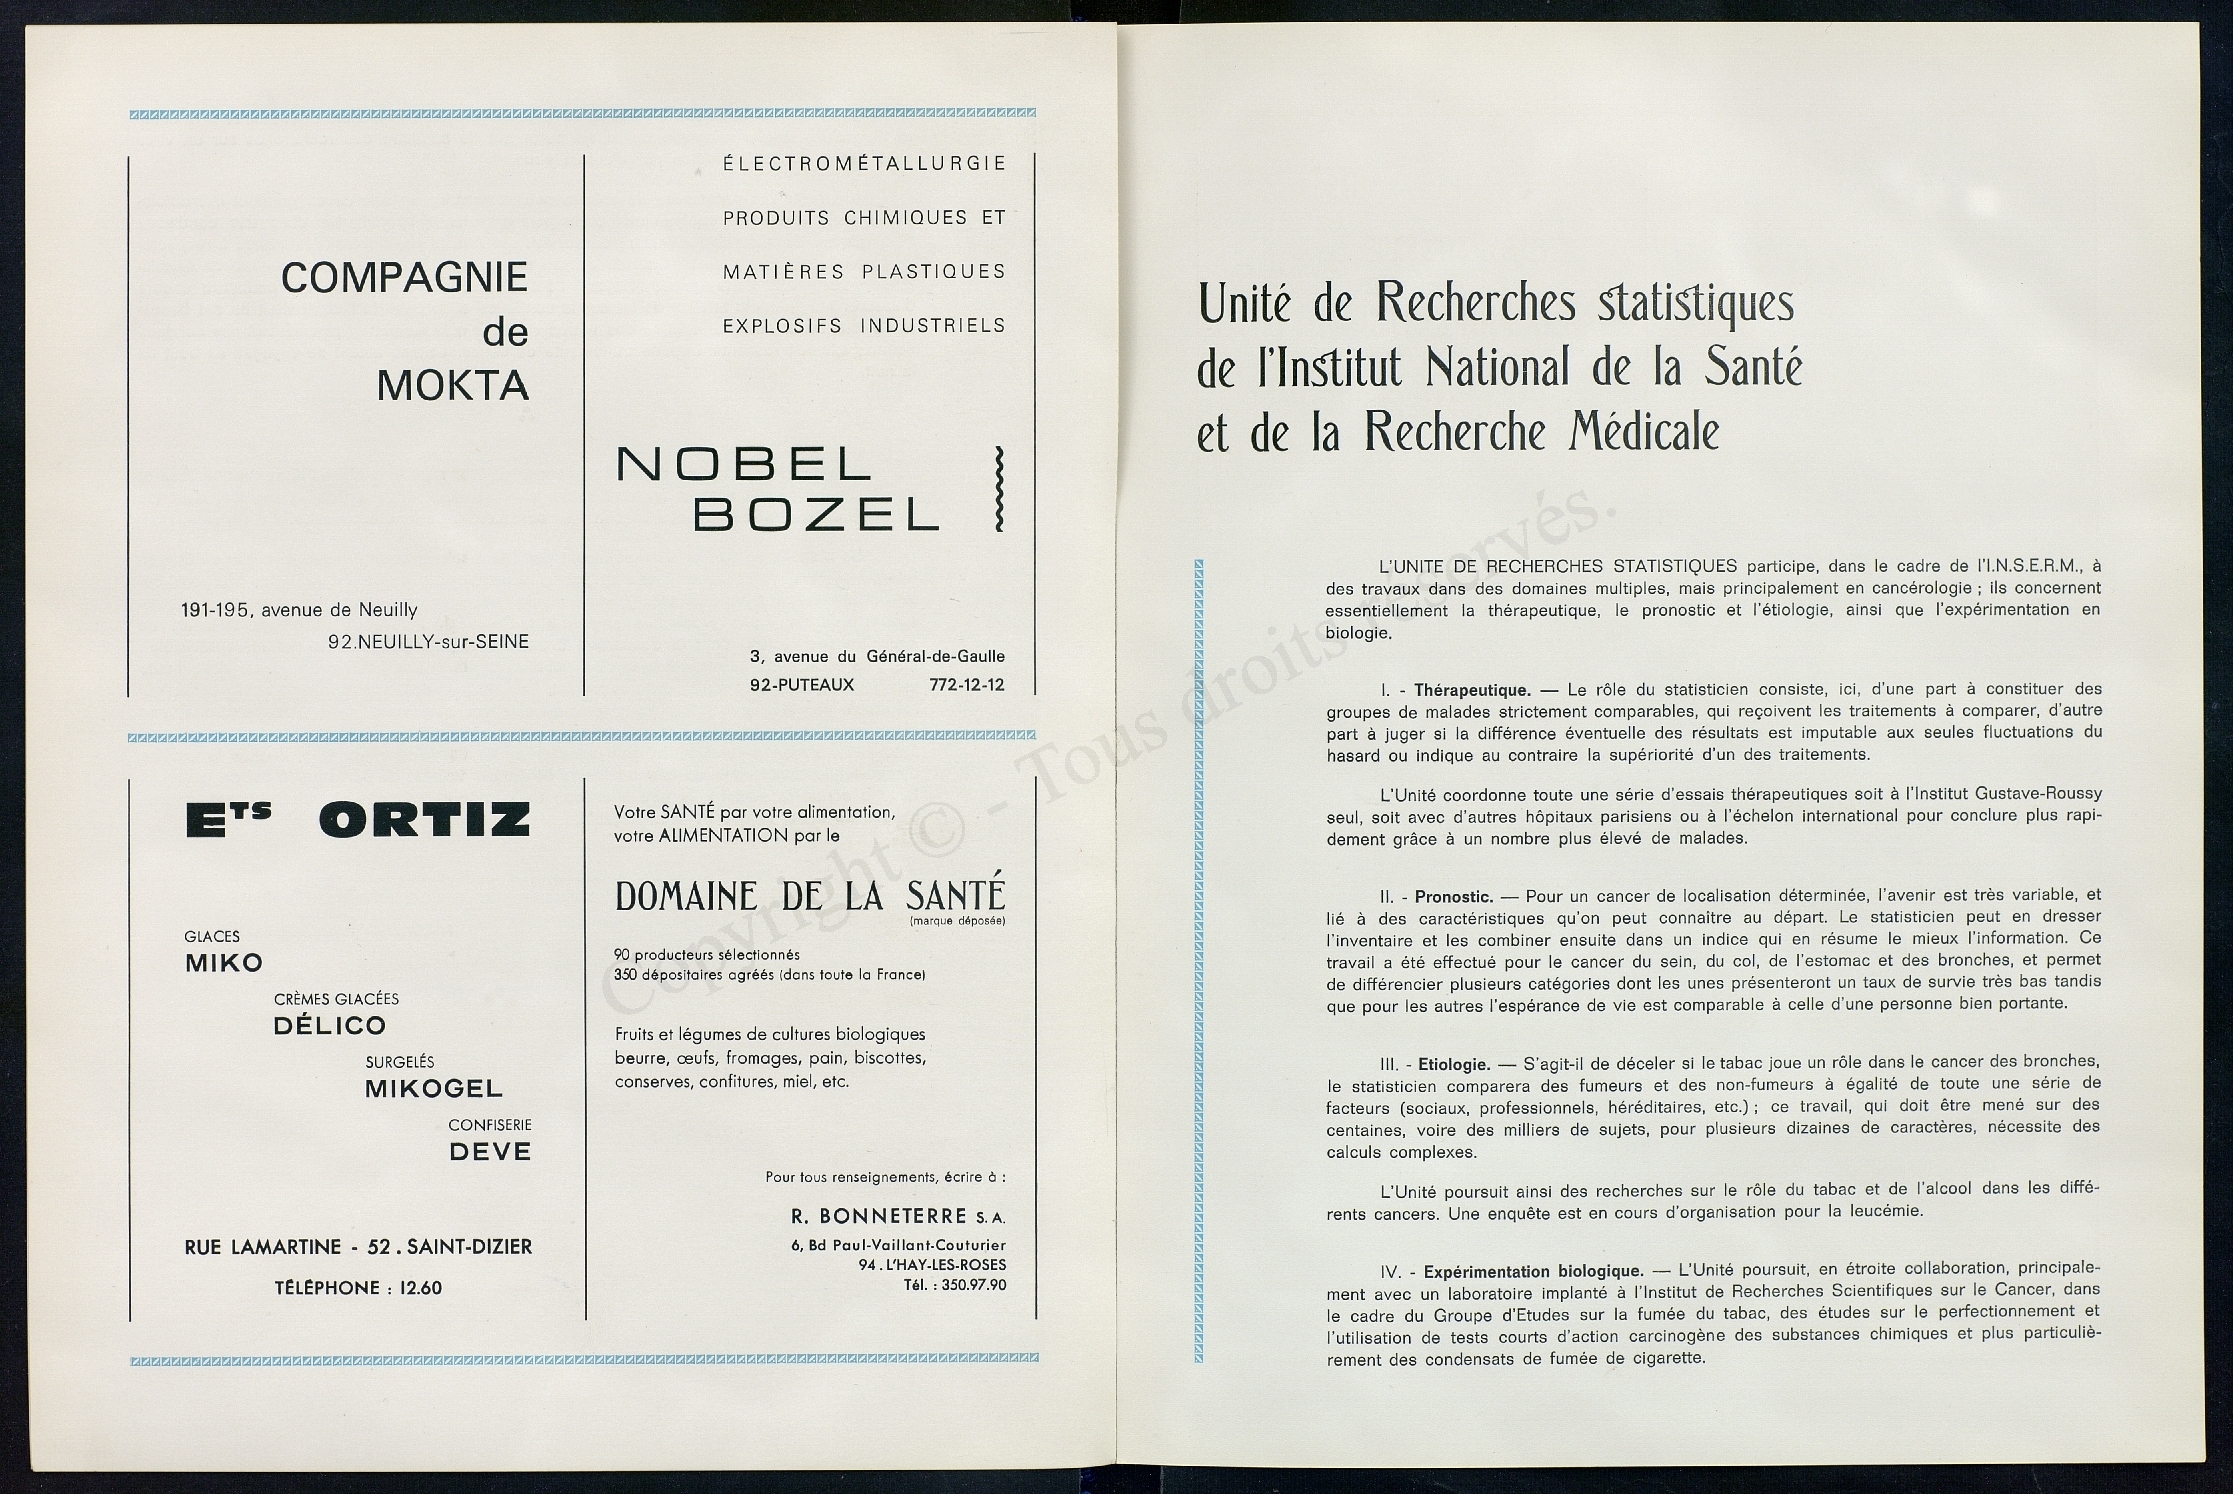 COMPAGNIE
de
MOKTA
191-195, avenue de Neuilly
92.NEUILLY-sur-SEINE
ÉLECTROMÉTALLURGIE
PRODUITS CHIMIQUES ET
MATIÈRES PLASTIQUES
EXPLOSIFS INDUSTRIELS
NOBEL
BOZEL
3, avenue du Général-de-Gaulle
92-PUTEAUX 772-12-12
ETS ORTIZ
GLACES
MIKO
CRÈMES GLACÉES
DÉLICO
SURGELÉS
MIKOGEL
CONFISERIE
DEVE
RUE LAMARTINE - 52. SAINT-DIZIER
TÉLÉPHONE : 12.60
Votre SANTÉ par votre alimentation,
votre ALIMENTATION par le
DOMAINE DE LA SANTÉ
(marque déposée)
90 producteurs sélectionnés
350 dépositaires agréés (dans toute la France)
Fruits et légumes de cultures biologiques
beurre, œufs, fromages, pain, biscottes,
conserves, confitures, miel, etc.
Pour tous renseignements, écrire à :
R. BONNETERRE S.A.
6, Bd Paul-Vaillant-Couturier
94. L'HAY-LES-ROSES
Tél. : 350.97.90
Unité de Recherches statistiques
de l'Institut National de la Santé
et de la Recherche Médicale
L'UNITE DE RECHERCHES STATISTIQUES participe, dans le cadre de l'I.N.S.E.R.M., à
des travaux dans des domaines multiples, mais principalement en cancérologie ; ils concernent
essentiellement la thérapeutique, le pronostic et l'étiologie, ainsi que l'expérimentation en
biologie.
I. - Thérapeutique. — Le rôle du statisticien consiste, ici, d'une part à constituer des
groupes de malades strictement comparables, qui reçoivent les traitements à comparer, d'autre
part à juger si la différence éventuelle des résultats est imputable aux seules fluctuations du
hasard ou indique au contraire la supériorité d'un des traitements.
L'Unité coordonne toute une série d'essais thérapeutiques soit à l'Institut Gustave-Roussy
seul, soit avec d'autres hôpitaux parisiens ou à l'échelon international pour conclure plus rapi-
dement grâce à un nombre plus élevé de malades.
II. - Pronostic. — Pour un cancer de localisation déterminée, l'avenir est très variable, et
lié à des caractéristiques qu'on peut connaître au départ. Le statisticien peut en dresser
l'inventaire et les combiner ensuite dans un indice qui en résume le mieux l'information. Ce
travail a été effectué pour le cancer du sein, du col, de l'estomac et des bronches, et permet
de différencier plusieurs catégories dont les unes présenteront un taux de survie très bas tandis
que pour les autres l'espérance de vie est comparable à celle d'une personne bien portante.
III. - Etiologie. — S'agit-il de déceler si le tabac joue un rôle dans le cancer des bronches,
le statisticien comparera des fumeurs et des non-fumeurs à égalité de toute une série de
facteurs (sociaux, professionnels, héréditaires, etc.) ; ce travail, qui doit être mené sur des
centaines, voire des milliers de sujets, pour plusieurs dizaines de caractères, nécessite des
calculs complexes.
L'Unité poursuit ainsi des recherches sur le rôle du tabac et de l'alcool dans les diffé-
rents cancers. Une enquête est en cours d'organisation pour la leucémie.
IV. - Expérimentation biologique. — L'Unité poursuit, en étroite collaboration, principale-
ment avec un laboratoire implanté à l'Institut de Recherches Scientifiques sur le Cancer, dans
le cadre du Groupe d'Etudes sur la fumée du tabac, des études sur le perfectionnement et
l'utilisation de tests courts d'action carcinogène des substances chimiques et plus particuliè-
rement des condensats de fumée de cigarette.
Copyright © - Tous droits réservés.